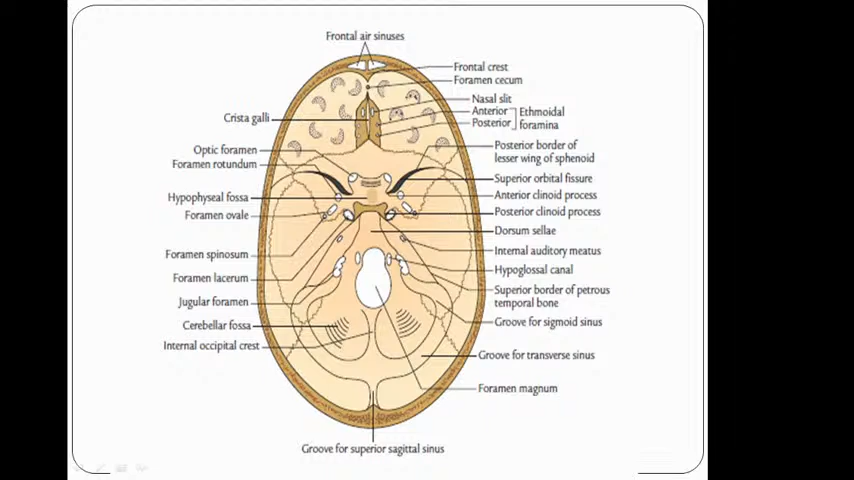 Frontal air sinuses
Frontal crest
Foramen cecum
Nasal slit
Anterior
Posterior
Ethmoidal
foramina
Crista galli
Optic foramen
Foramen rotundum
Hypophyseal fossa
Foramen ovale
Foramen spinosum
Foramen lacerum
Jugular foramen
Cerebellar fossa
Internal occipital crest
Posterior border of
lesser wing of sphenoid
Superior orbital fissure
Anterior clinoid process
Posterior clinoid process
Dorsum sellae
Internal auditory meatus
Hypoglossal canal
Superior border of petrous
temporal bone
Groove for sigmoid sinus
Groove for transverse sinus
Foramen magnum
Groove for superior sagittal sinus